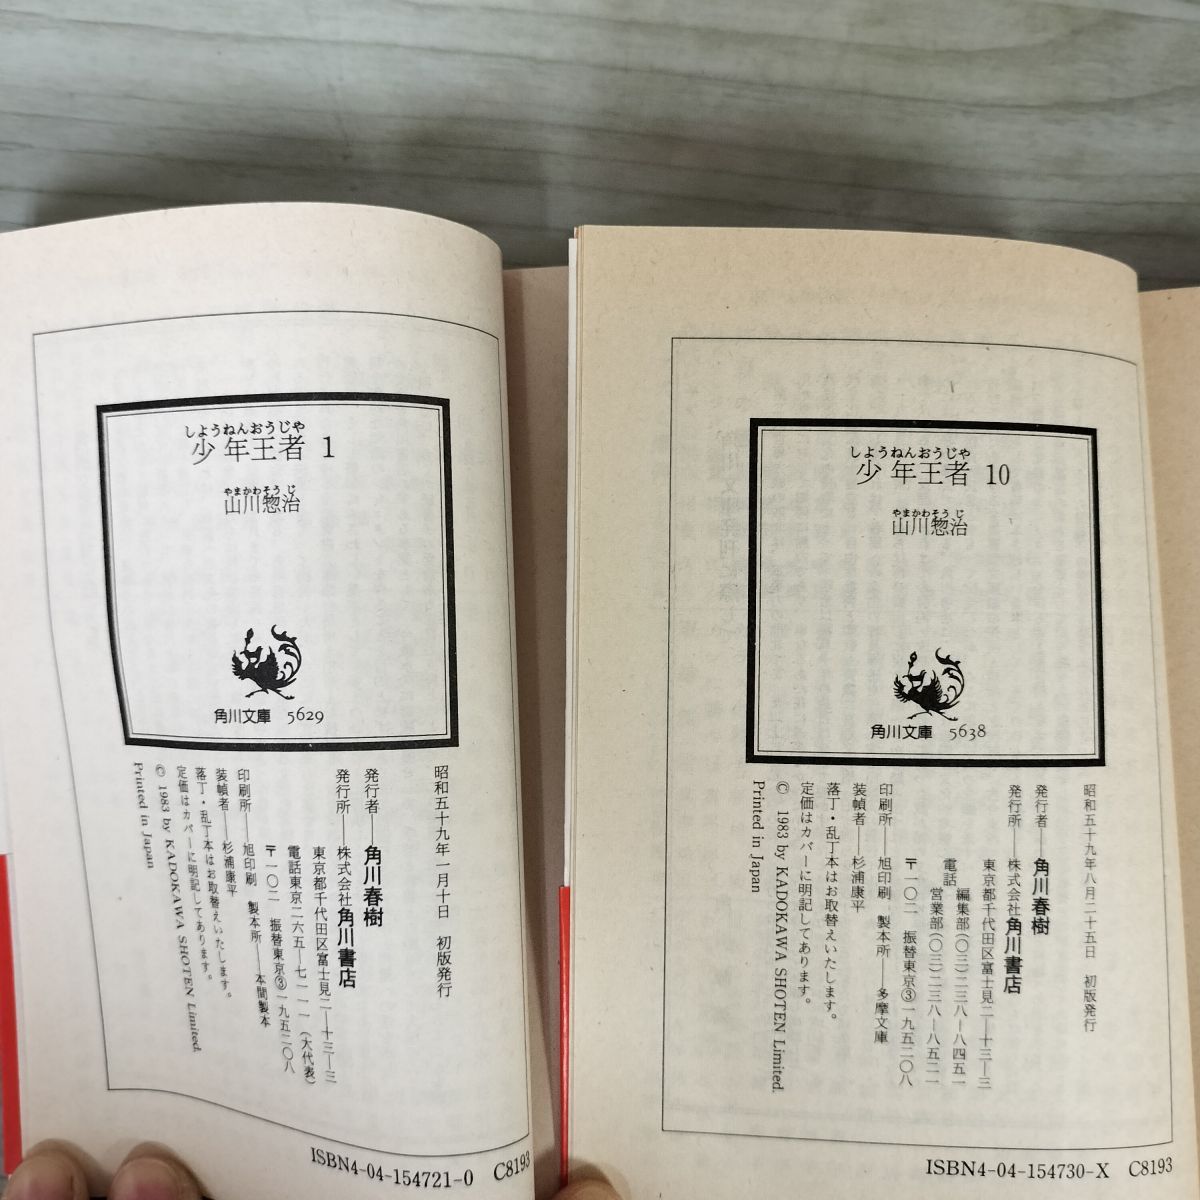 しようねんおうじや
少年王者 1
やまかわそうじ
山川惣治
角川文庫 5629
昭和五十九年一月十日 初版発行
発行者——角川春樹
発行所——株式会社角川書店
東京都千代田区富士見二—十三—三
電話東京二六五—七一一一(大代表)
〒一〇二 振替東京③一九五二〇八
印刷所——旭印刷 製本所——本間製本
装幀者——杉浦康平
落丁・乱丁本はお取替えいたします。
定価はカバーに明記してあります。
© 1983 by KADOKAWA SHOTEN Limited.
Printed in Japan
ISBN4-04-154721-0 C8193
しようねんおうじや
少年王者 10
やまかわそうじ
山川惣治
角川文庫 5638
昭和五十九年八月二十五日 初版発行
発行者——角川春樹
発行所——株式会社角川書店
東京都千代田区富士見二—十三—三
電話 編集部(〇三)二三八—八四五一
営業部(〇三)二三八—八五二一
〒一〇二 振替東京③一九五二〇八
印刷所——旭印刷 製本所——多摩文庫
装幀者——杉浦康平
落丁・乱丁本はお取替えいたします。
定価はカバーに明記してあります。
© 1983 by KADOKAWA SHOTEN Limited.
Printed in Japan
ISBN4-04-154730-X C8193